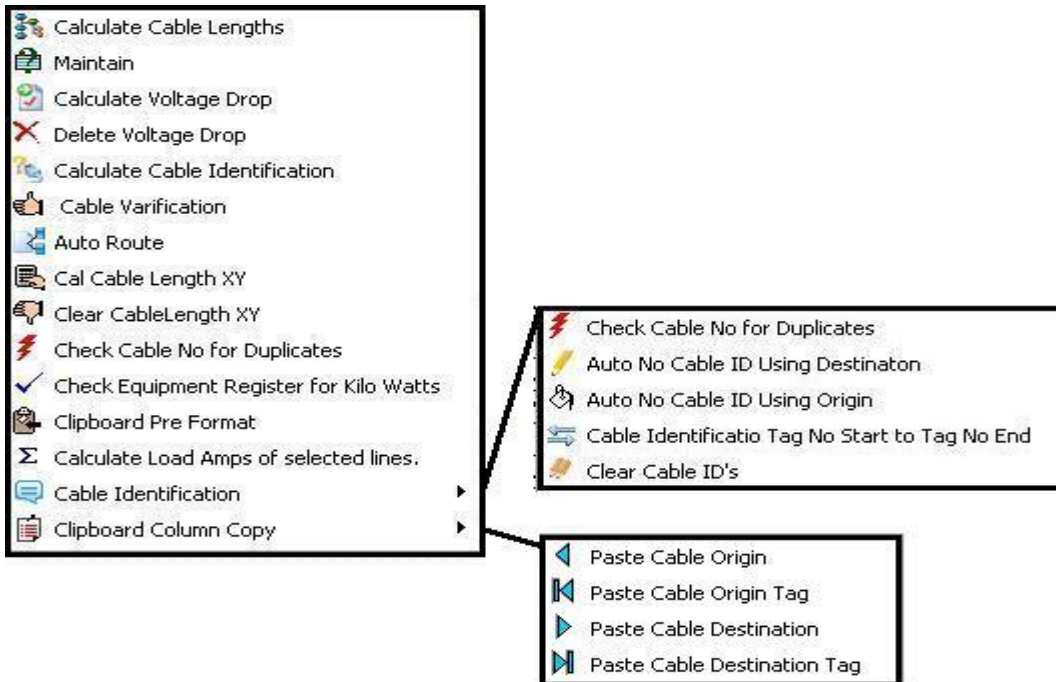 Calculate Cable Lengths
Maintain
Calculate Voltage Drop
Delete Voltage Drop
Calculate Cable Identification
Cable Varification
Auto Route
Cal Cable Length XY
Clear CableLength XY
Check Cable No for Duplicates
Check Equipment Register for Kilo Watts
Clipboard Pre Format
Σ Calculate Load Amps of selected lines.
Cable Identification
Clipboard Column Copy
Check Cable No for Duplicates
Auto No Cable ID Using Destinaton
Auto No Cable ID Using Origin
Cable Identificatio Tag No Start to Tag No End
Clear Cable ID's
Paste Cable Origin
Paste Cable Origin Tag
Paste Cable Destination
Paste Cable Destination Tag